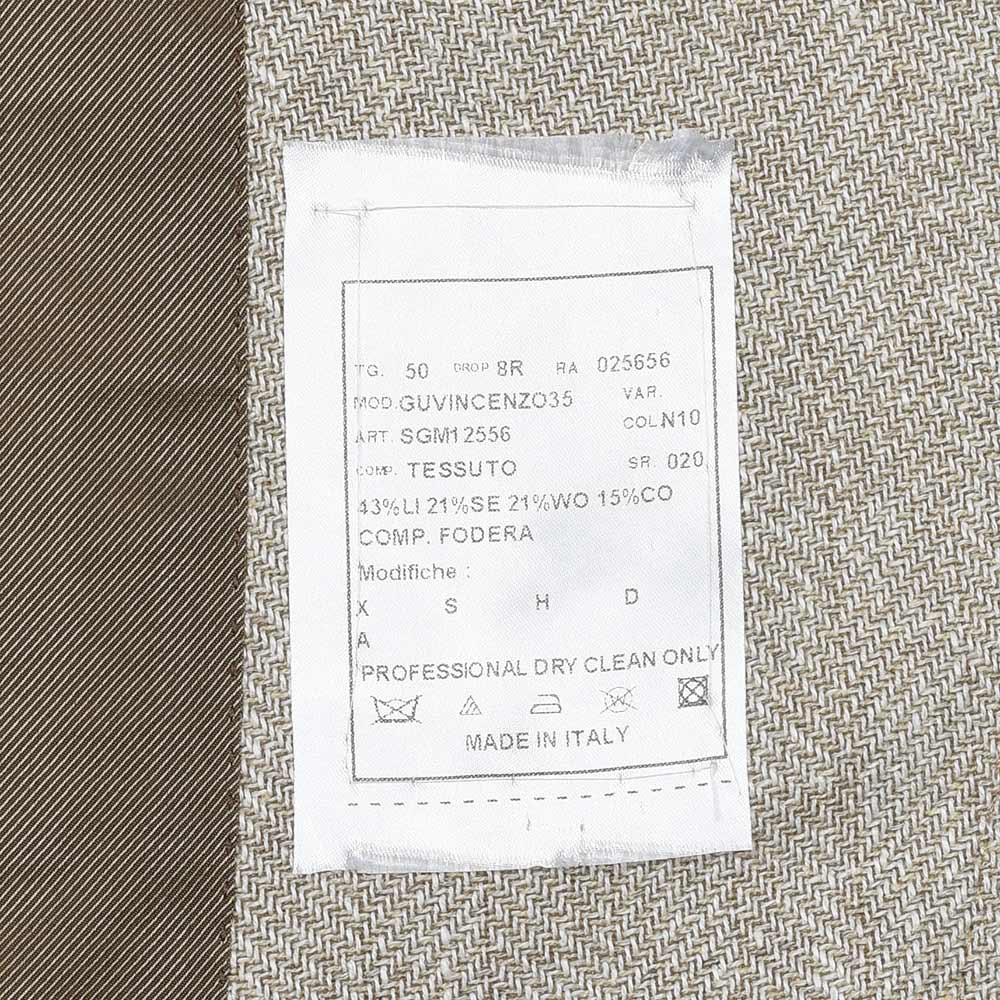 TG. 50 DROP 8R RA 025656
MOD. GUVINCENZO35 VAR.
ART. SGM12556 COL N10
COMP. TESSUTO SR. 020
43%LI 21%SE 21%WO 15%CO
COMP. FODERA
Modifiche :
X S H D
A
PROFESSIONAL DRY CLEAN ONLY
MADE IN ITALY